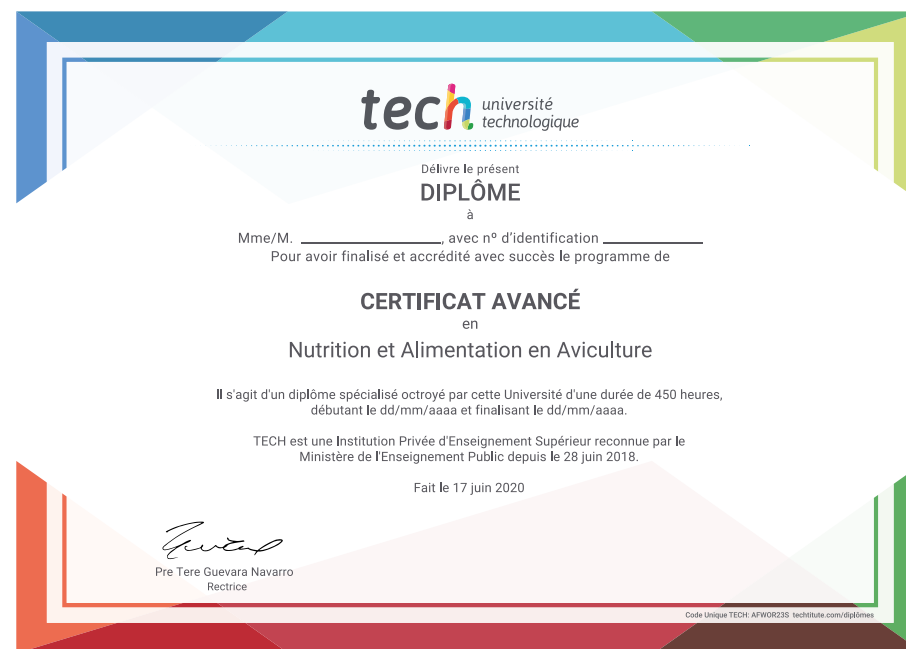 tech université
technologique
Délivre le présent
DIPLÔME
à
Mme/M. ____________________, avec nº d'identification ______________
Pour avoir finalisé et accrédité avec succès le programme de
CERTIFICAT AVANCÉ
en
Nutrition et Alimentation en Aviculture
Il s'agit d'un diplôme spécialisé octroyé par cette Université d'une durée de 450 heures,
débutant le dd/mm/aaaa et finalisant le dd/mm/aaaa.
TECH est une Institution Privée d'Enseignement Supérieur reconnue par le
Ministère de l'Enseignement Public depuis le 28 juin 2018.
Fait le 17 juin 2020
Pre Tere Guevara Navarro
Rectrice
Code Unique TECH: AFWOR23S techtitute.com/diplômes